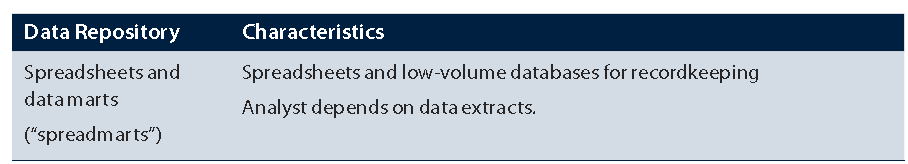 Data Repository Characteristics
Spreadsheets and
data marts
(“spreadmarts”)
Spreadsheets and low-volume databases for recordkeeping
Analyst depends on data extracts.